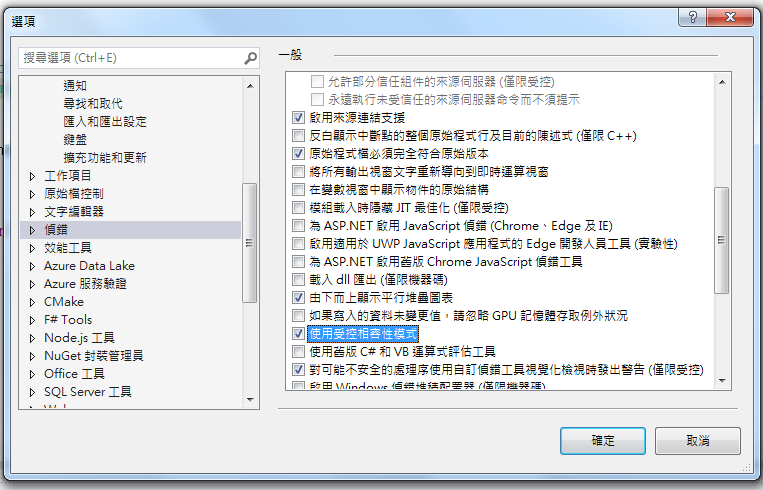 選項
搜尋選項 (Ctrl+E)
通知
尋找和取代
匯入和匯出設定
鍵盤
擴充功能和更新
工作項目
原始檔控制
文字編輯器
偵錯
效能工具
Azure Data Lake
Azure 服務驗證
CMake
F# Tools
Node.js 工具
NuGet 封裝管理員
Office 工具
SQL Server 工具
一般
允許部分信任組件的來源伺服器 (僅限受控)
永遠執行未受信任的來源伺服器命令而不須提示
啟用來源連結支援
反白顯示中斷點的整個原始程式行及目前的陳述式 (僅限 C++)
原始程式檔必須完全符合原始版本
將所有輸出視窗文字重新導向到即時運算視窗
在變數視窗中顯示物件的原始結構
模組載入時隱藏 JIT 最佳化 (僅限受控)
為 ASP.NET 啟用 JavaScript 偵錯 (Chrome、Edge 及 IE)
啟用適用於 UWP JavaScript 應用程式的 Edge 開發人員工具 (實驗性)
為 ASP.NET 啟用舊版 Chrome JavaScript 偵錯工具
載入 dll 匯出 (僅限機器碼)
由下而上顯示平行堆疊圖表
如果寫入的資料未變更值，請忽略 GPU 記憶體存取例外狀況
使用受控相容性模式
使用舊版 C# 和 VB 運算式評估工具
對可能不安全的處理序使用自訂偵錯工具視覺化檢視時發出警告 (僅限受控)
啟用 Windows 偵錯堆積配置器 (僅限機器碼)
確定
取消